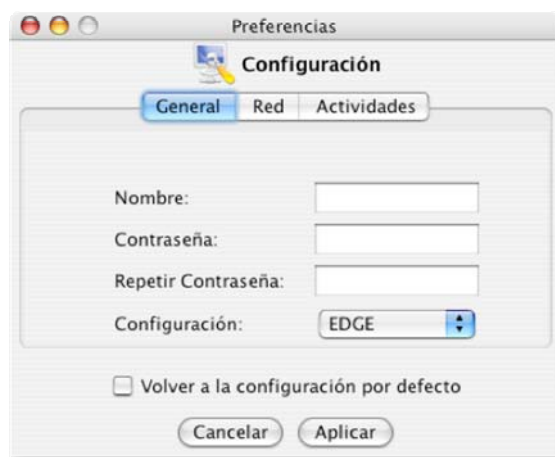 Preferencias
Configuración
General Red Actividades
Nombre:
Contraseña:
Repetir Contraseña:
Configuración: EDGE
Volver a la configuración por defecto
Cancelar Aplicar